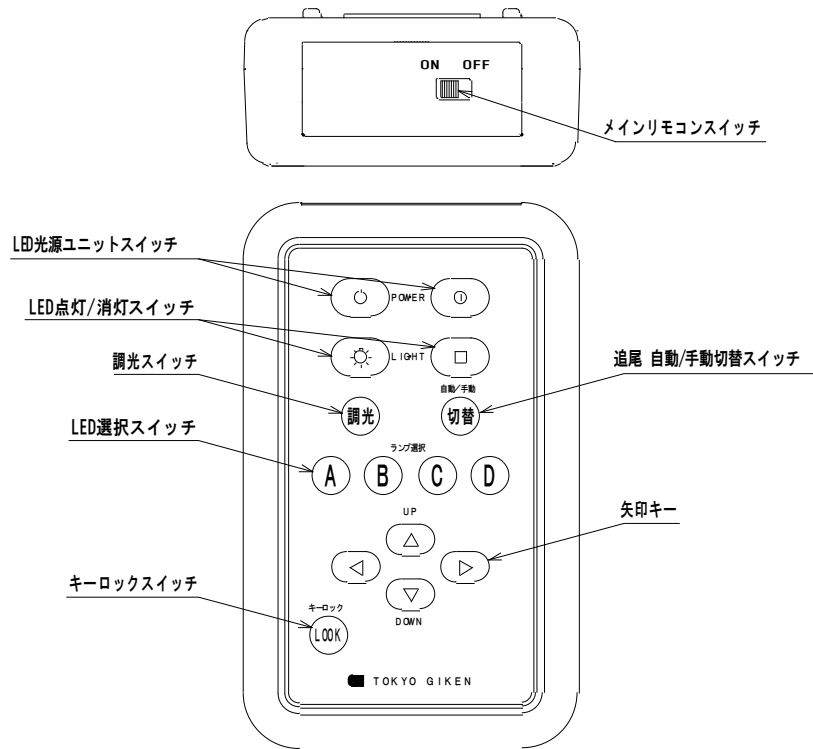 ON OFF
メインリモコンスイッチ
LED光源ユニットスイッチ
POWER
LED点灯/消灯スイッチ
LIGHT
調光スイッチ
追尾 自動/手動切替スイッチ
自動/手動
調光
切替
LED選択スイッチ
ランプ選択
A B C D
UP
矢印キー
キーロックスイッチ
キーロック
LOOK
DOWN
TOKYO GIKEN